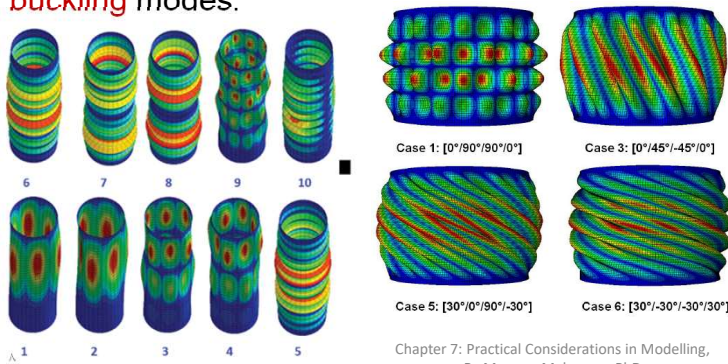 buckling modes.
6 7 8 9 10
1 2 3 4 5
Case 1: [0°/90°/90°/0°] Case 3: [0°/45°/-45°/0°]
Case 5: [30°/0°/90°/-30°] Case 6: [30°/-30°/-30°/30°]
Chapter 7: Practical Considerations in Modelling,